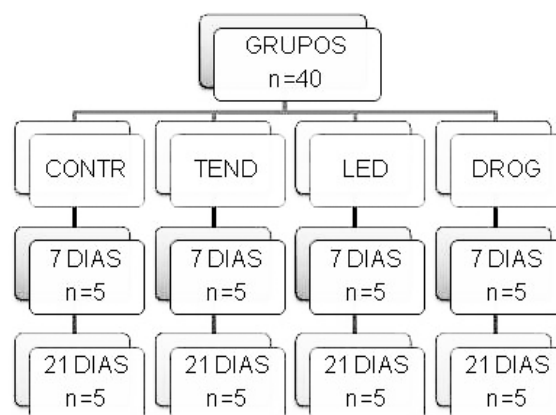 GRUPOS
n=40
CONTR
TEND
LED
DROG
7 DIAS
n=5
7 DIAS
n=5
7 DIAS
n=5
7 DIAS
n=5
21 DIAS
n=5
21 DIAS
n=5
21 DIAS
n=5
21 DIAS
n=5